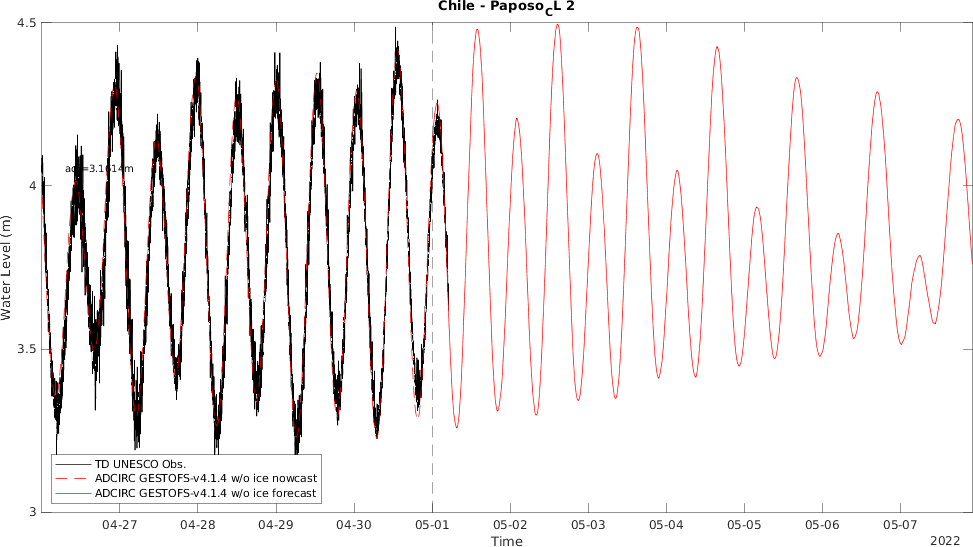 Chile - PaposoCL 2
4.5
4
3.5
3
Water Level (m)
adj=3.1614m
TD UNESCO Obs.
ADCIRC GESTOFS-v4.1.4 w/o ice nowcast
ADCIRC GESTOFS-v4.1.4 w/o ice forecast
04-27 04-28 04-29 04-30 05-01 05-02 05-03 05-04 05-05 05-06 05-07
Time
2022